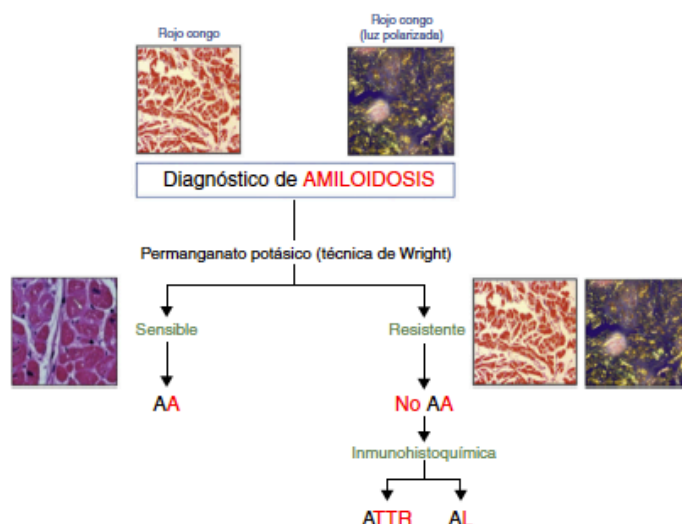 Rojo congo
Rojo congo
(luz polarizada)
Diagnóstico de AMILOIDOSIS
Permanganato potásico (técnica de Wright)
Sensible
Resistente
AA
No AA
Inmunohistoquímica
ATTR
AL